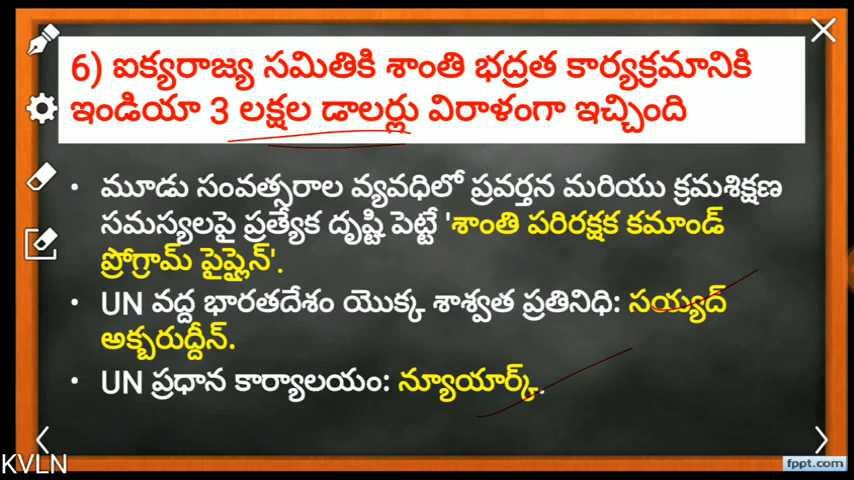 6) ఐక్యరాజ్య సమితికి శాంతి భద్రత కార్యక్రమానికి
ఇండియా 3 లక్షల డాలర్లు విరాళంగా ఇచ్చింది
• మూడు సంవత్సరాల వ్యవధిలో ప్రవర్తన మరియు క్రమశిక్షణ
సమస్యలపై ప్రత్యేక దృష్టి పెట్టే 'శాంతి పరిరక్షక కమాండ్
ప్రోగ్రామ్ పైప్లైన్'.
• UN వద్ద భారతదేశం యొక్క శాశ్వత ప్రతినిధి: సయ్యద్
అక్బరుద్దీన్.
• UN ప్రధాన కార్యాలయం: న్యూయార్క్.
KVLN
fppt.com